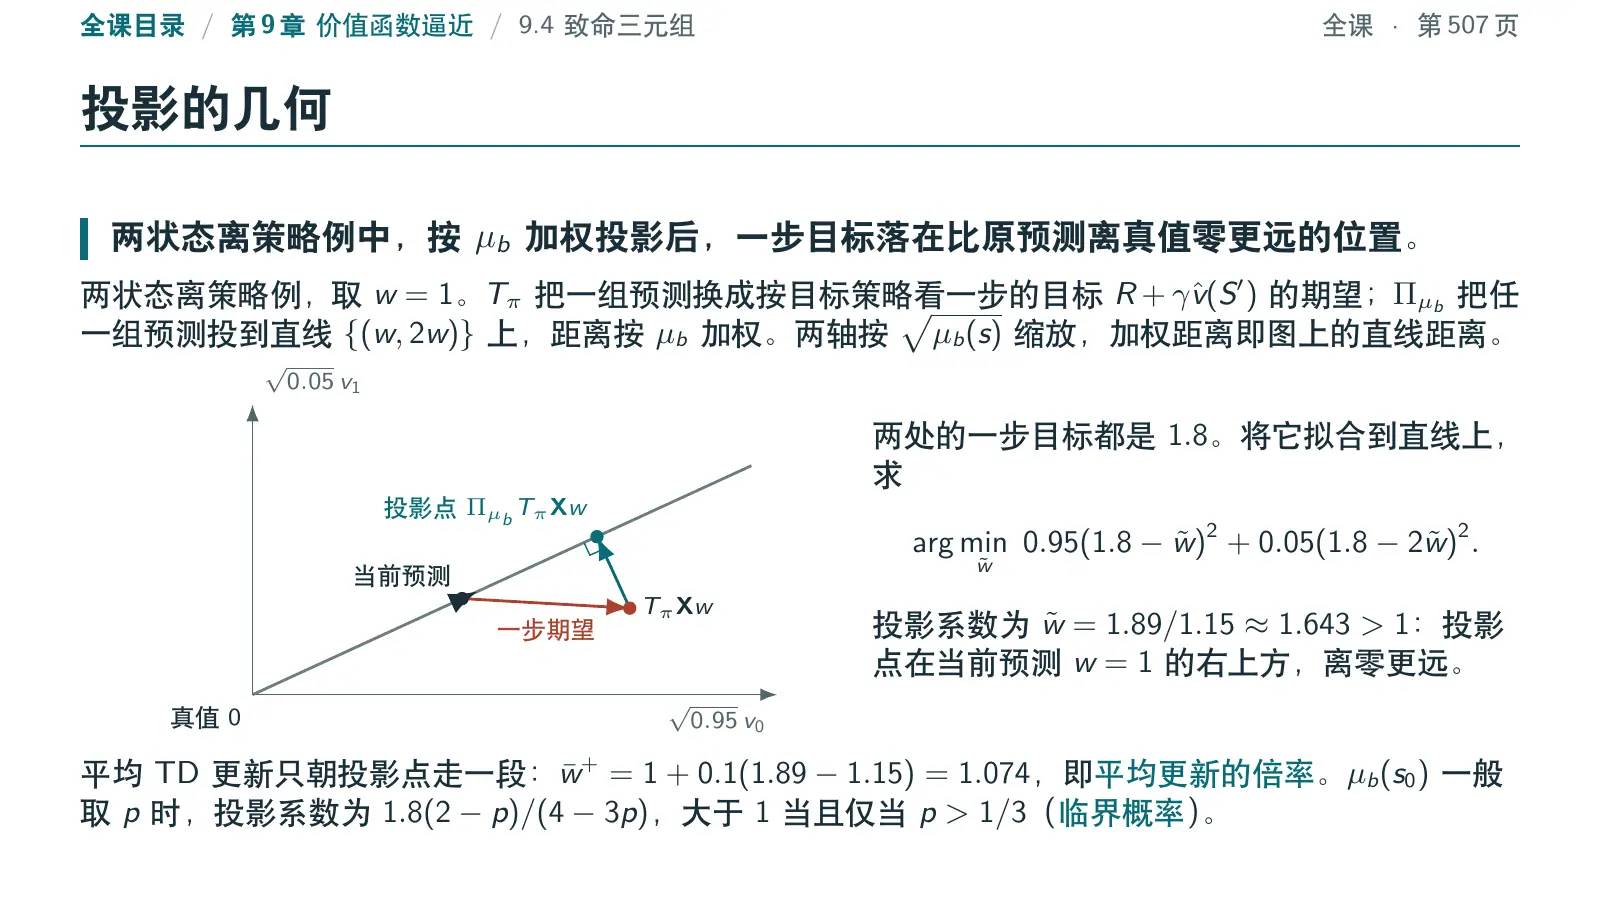 全课目录 / 第 9 章 价值函数逼近 / 9.4 致命三元组
全课 · 第 507 页
投影的几何
两状态离策略例中，按 μ_b 加权投影后，一步目标落在比原预测离真值零更远的位置。
两状态离策略例，取 w = 1。T_π 把一组预测换成按目标策略看一步的目标 R + γv̂(S′) 的期望；Π_{μ_b} 把任
一组预测投到直线 {(w, 2w)} 上，距离按 μ_b 加权。两轴按 √(μ_b(s)) 缩放，加权距离即图上的直线距离。
√0.05 v₁
投影点 Π_{μ_b} T_π X w
当前预测
T_π X w
一步期望
真值 0
√0.95 v₀
两处的一步目标都是 1.8。将它拟合到直线上，
求
arg min_{w̃} 0.95(1.8 − w̃)² + 0.05(1.8 − 2w̃)².
投影系数为 w̃ = 1.89/1.15 ≈ 1.643 > 1：投影
点在当前预测 w = 1 的右上方，离零更远。
平均 TD 更新只朝投影点走一段：w̄⁺ = 1 + 0.1(1.89 − 1.15) = 1.074，即平均更新的倍率。μ_b(s₀) 一般
取 p 时，投影系数为 1.8(2 − p)/(4 − 3p)，大于 1 当且仅当 p > 1/3（临界概率）。